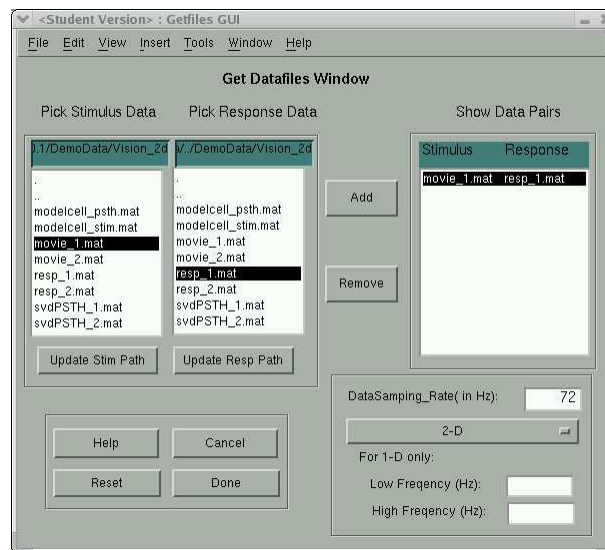 <Student Version> : Getfiles GUI
File Edit View Insert Tools Window Help
Get Datafiles Window
Pick Stimulus Data
Pick Response Data
Show Data Pairs
0.1/DemoData/Vision_2d
a/../DemoData/Vision_2d
.
..
modelcell_psth.mat
modelcell_stim.mat
movie_1.mat
movie_2.mat
resp_1.mat
resp_2.mat
svdPSTH_1.mat
svdPSTH_2.mat
.
..
modelcell_psth.mat
modelcell_stim.mat
movie_1.mat
movie_2.mat
resp_1.mat
resp_2.mat
svdPSTH_1.mat
svdPSTH_2.mat
Update Stim Path
Update Resp Path
Add
Remove
Stimulus Response
movie_1.mat resp_1.mat
DataSamping_Rate( in Hz): 72
2-D
For 1-D only:
Low Freqency (Hz):
High Freqency (Hz):
Help
Cancel
Reset
Done